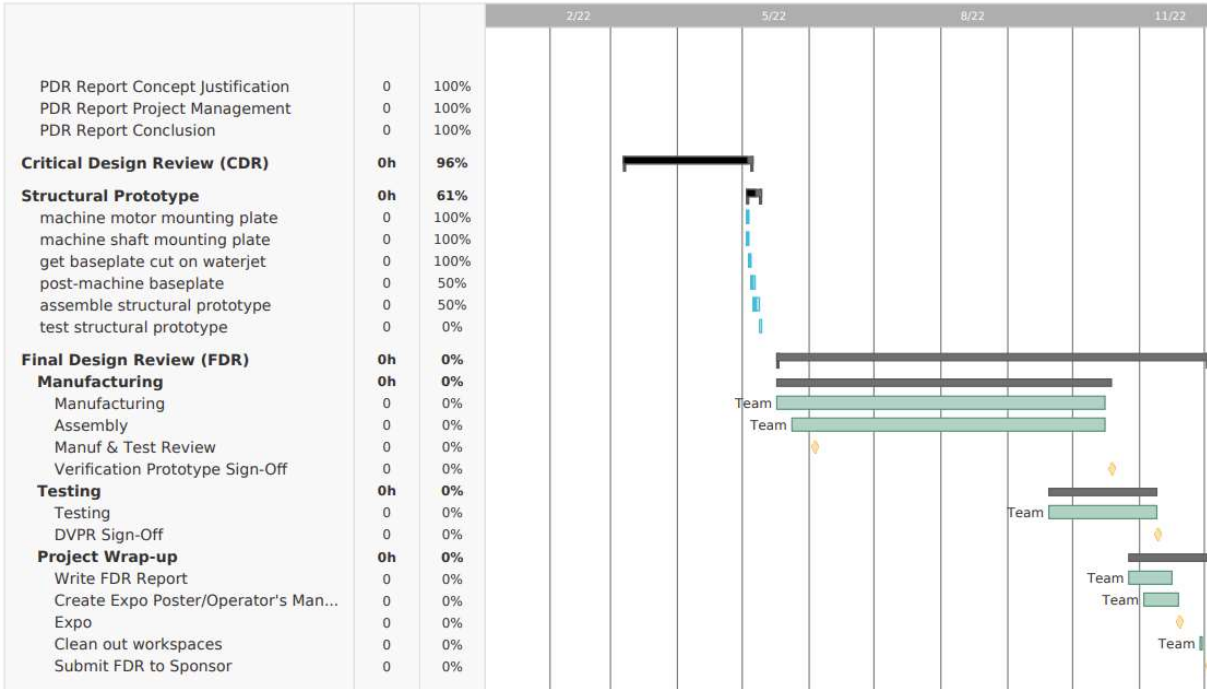 2/22 5/22 8/22 11/22
PDR Report Concept Justification 0 100%
PDR Report Project Management 0 100%
PDR Report Conclusion 0 100%
Critical Design Review (CDR) 0h 96%
Structural Prototype 0h 61%
machine motor mounting plate 0 100%
machine shaft mounting plate 0 100%
get baseplate cut on waterjet 0 100%
post-machine baseplate 0 50%
assemble structural prototype 0 50%
test structural prototype 0 0%
Final Design Review (FDR) 0h 0%
Manufacturing 0h 0%
Manufacturing 0 0% Team
Assembly 0 0% Team
Manuf & Test Review 0 0%
Verification Prototype Sign-Off 0 0%
Testing 0h 0%
Testing 0 0% Team
DVPR Sign-Off 0 0%
Project Wrap-up 0h 0%
Write FDR Report 0 0% Team
Create Expo Poster/Operator's Man... 0 0% Team
Expo 0 0%
Clean out workspaces 0 0% Team
Submit FDR to Sponsor 0 0%